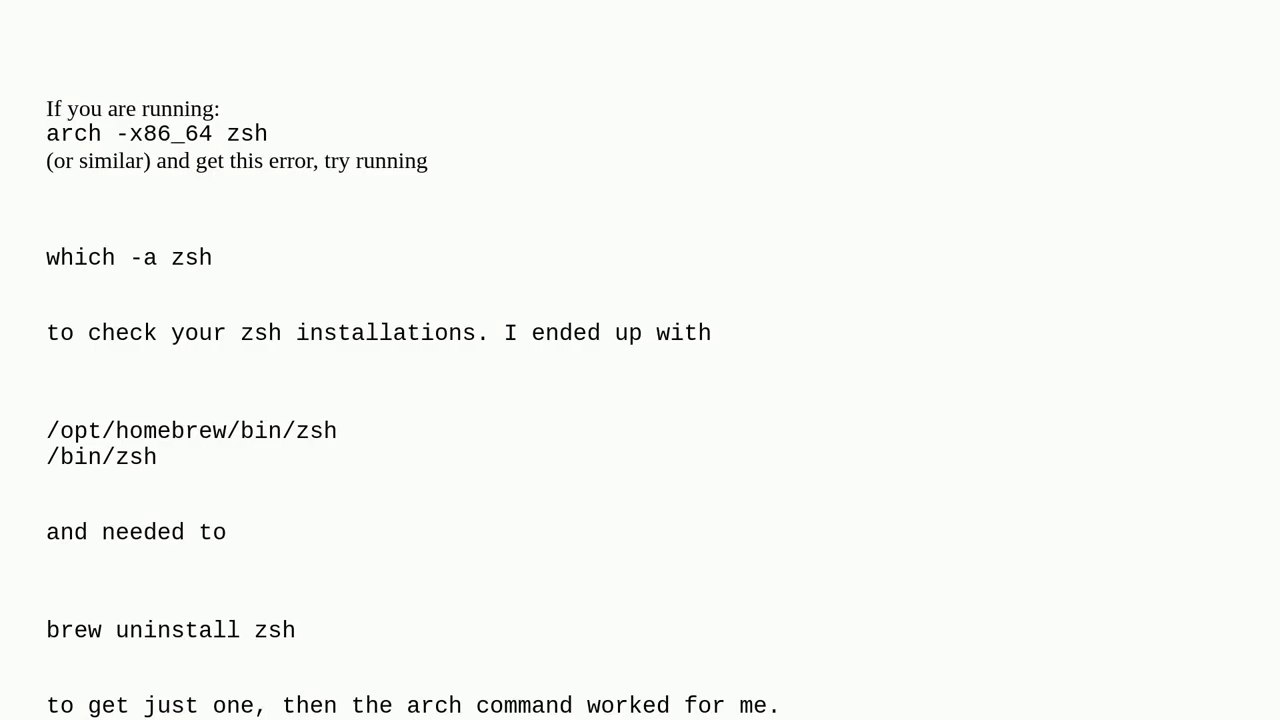 If you are running:
arch -x86_64 zsh
(or similar) and get this error, try running
which -a zsh
to check your zsh installations. I ended up with
/opt/homebrew/bin/zsh
/bin/zsh
and needed to
brew uninstall zsh
to get just one, then the arch command worked for me.